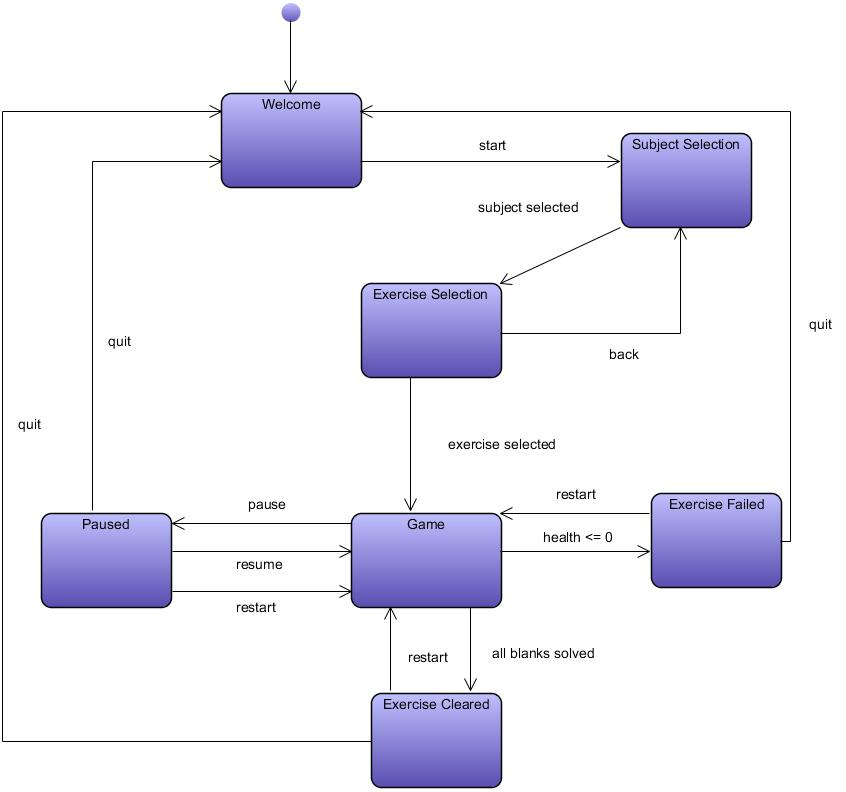 Welcome
start
Subject Selection
subject selected
Exercise Selection
back
quit
quit
quit
exercise selected
Paused
pause
resume
restart
Game
restart
health <= 0
Exercise Failed
restart
all blanks solved
Exercise Cleared